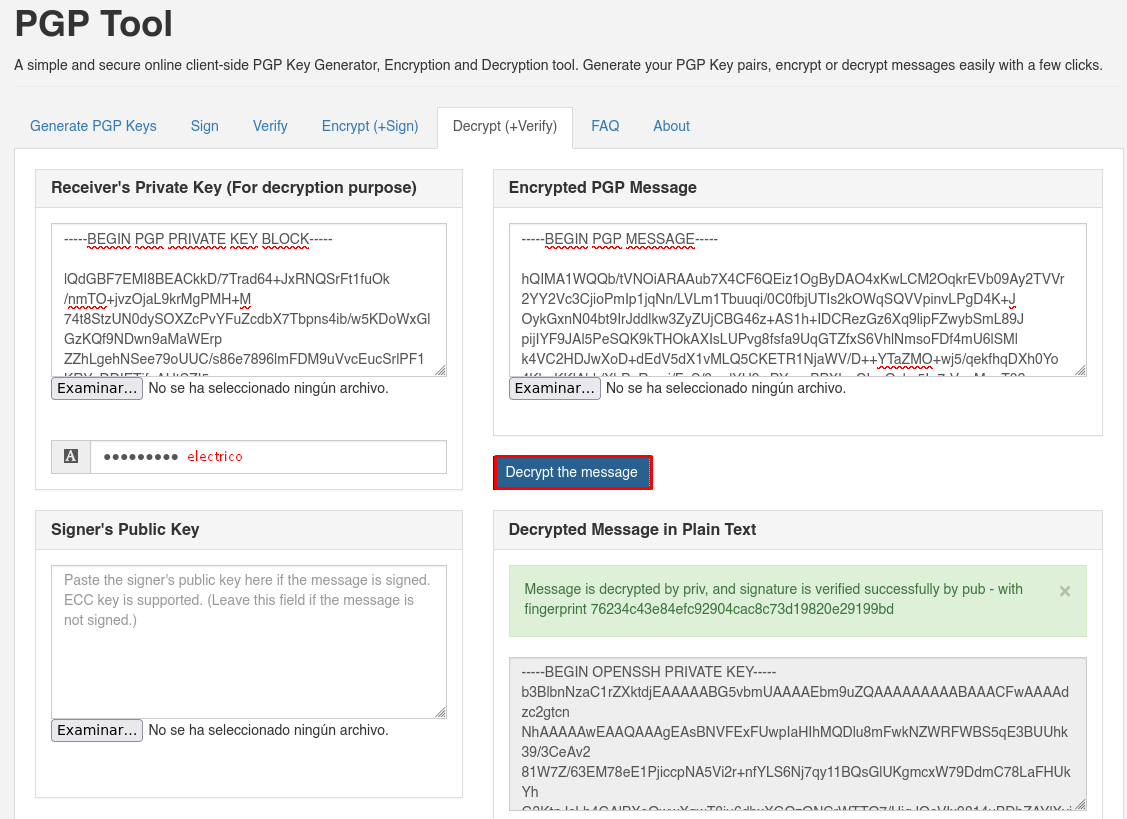 PGP Tool
A simple and secure online client-side PGP Key Generator, Encryption and Decryption tool. Generate your PGP Key pairs, encrypt or decrypt messages easily with a few clicks.
Generate PGP Keys
Sign
Verify
Encrypt (+Sign)
Decrypt (+Verify)
FAQ
About
Receiver's Private Key (For decryption purpose)
-----BEGIN PGP PRIVATE KEY BLOCK-----
lQdGBF7EMI8BEACkkD/7Trad64+JxRNQSrFt1fuOk
/nmTO+jvzOjaL9krMgPMH+M
74t8StzUN0dySOXZcPvYFuZcdbX7Tbpns4ib/w5KDoWxGl
GzKQf9NDwn9aMaWErp
ZZhLgehNSee79oUUC/s86e7896lmFDM9uVvcEucSrlPF1
Examinar... No se ha seleccionado ningún archivo.
A ●●●●●●●●● electrico
Encrypted PGP Message
-----BEGIN PGP MESSAGE-----
hQIMA1WQQb/tVNOiARAAub7X4CF6QEiz1OgByDAO4xKwLCM2OqkrEVb09Ay2TVVr
2YY2Vc3CjioPmIp1jqNn/LVLm1Tbuuqi/0C0fbjUTIs2kOWqSQVVpinvLPgD4K+J
OykGxnN04bt9IrJddlkw3ZyZUjCBG46z+AS1h+IDCRezGz6Xq9lipFZwybSmL89J
pijIYF9JAl5PeSQK9kTHOkAXIsLUPvg8fsfa9UqGTZfxS6VhlNmsoFDf4mU6lSMl
k4VC2HDJwXoD+dEdV5dX1vMLQ5CKETR1NjaWV/D++YTaZMO+wj5/qekfhqDXh0Yo
Examinar... No se ha seleccionado ningún archivo.
Decrypt the message
Signer's Public Key
Paste the signer's public key here if the message is signed.
ECC key is supported. (Leave this field if the message is
not signed.)
Examinar... No se ha seleccionado ningún archivo.
Decrypted Message in Plain Text
Message is decrypted by priv, and signature is verified successfully by pub - with ×
fingerprint 76234c43e84efc92904cac8c73d19820e29199bd
-----BEGIN OPENSSH PRIVATE KEY-----
b3BlbnNzaC1rZXktdjEAAAAABG5vbmUAAAAEbm9uZQAAAAAAAAABAAACFwAAAAd
zc2gtcn
NhAAAAAwEAAQAAAgEAsBNVFExFUwpIaHIhMQDlu8mFwkNZWRFWBS5qE3BUUhk
39/3CeAv2
81W7Z/63EM78eE1PjiccpNA5Vi2r+nfYLS6Nj7qy11BQsGlUKgmcxW79DdmC78LaFHUk
Yh